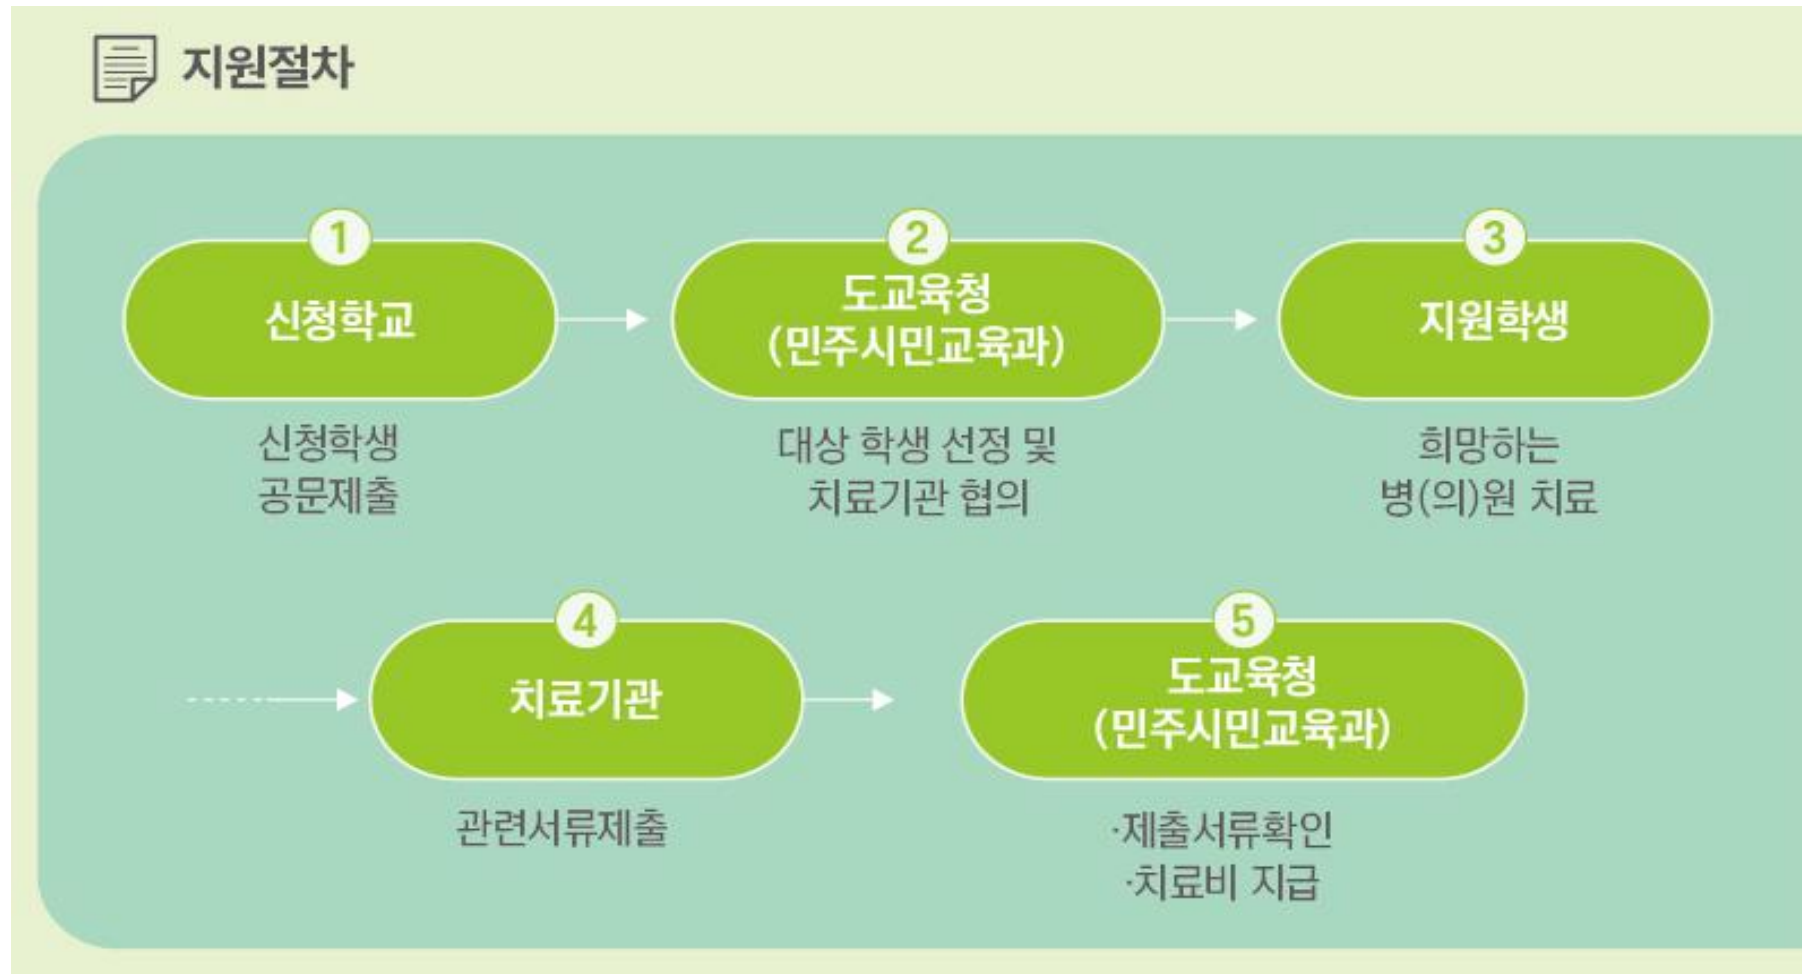 지원절차
1
신청학교
신청학생
공문제출
2
도교육청
(민주시민교육과)
대상 학생 선정 및
치료기관 협의
3
지원학생
희망하는
병(의)원 치료
4
치료기관
관련서류제출
5
도교육청
(민주시민교육과)
·제출서류확인
·치료비 지급